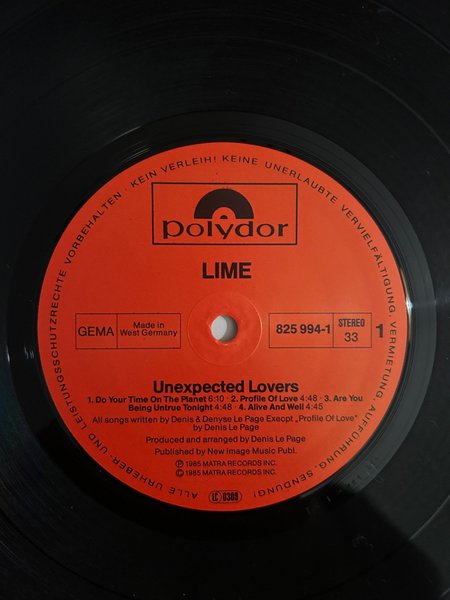 ALLE URHEBER- UND LEISTUNGSSCHUTZRECHTE VORBEHALTEN · KEIN VERLEIH! KEINE UNERLAUBTE VERVIELFÄLTIGUNG, VERMIETUNG, AUFFÜHRUNG, SENDUNG!
polydor
LIME
GEMA
Made in
West Germany
825 994-1
STEREO
33
1
Unexpected Lovers
1. Do Your Time On The Planet 6:10 · 2. Profile Of Love 4:48 · 3. Are You
Being Untrue Tonight 4:48 · 4. Alive And Well 4:45
All songs written by Denis & Denyse Le Page Execpt „Profile Of Love"
by Denis Le Page
Produced and arranged by Denis Le Page
Published by New Image Music Publ.
Ⓟ 1985 MATRA RECORDS INC.
© 1985 MATRA RECORDS INC.
LC 0309